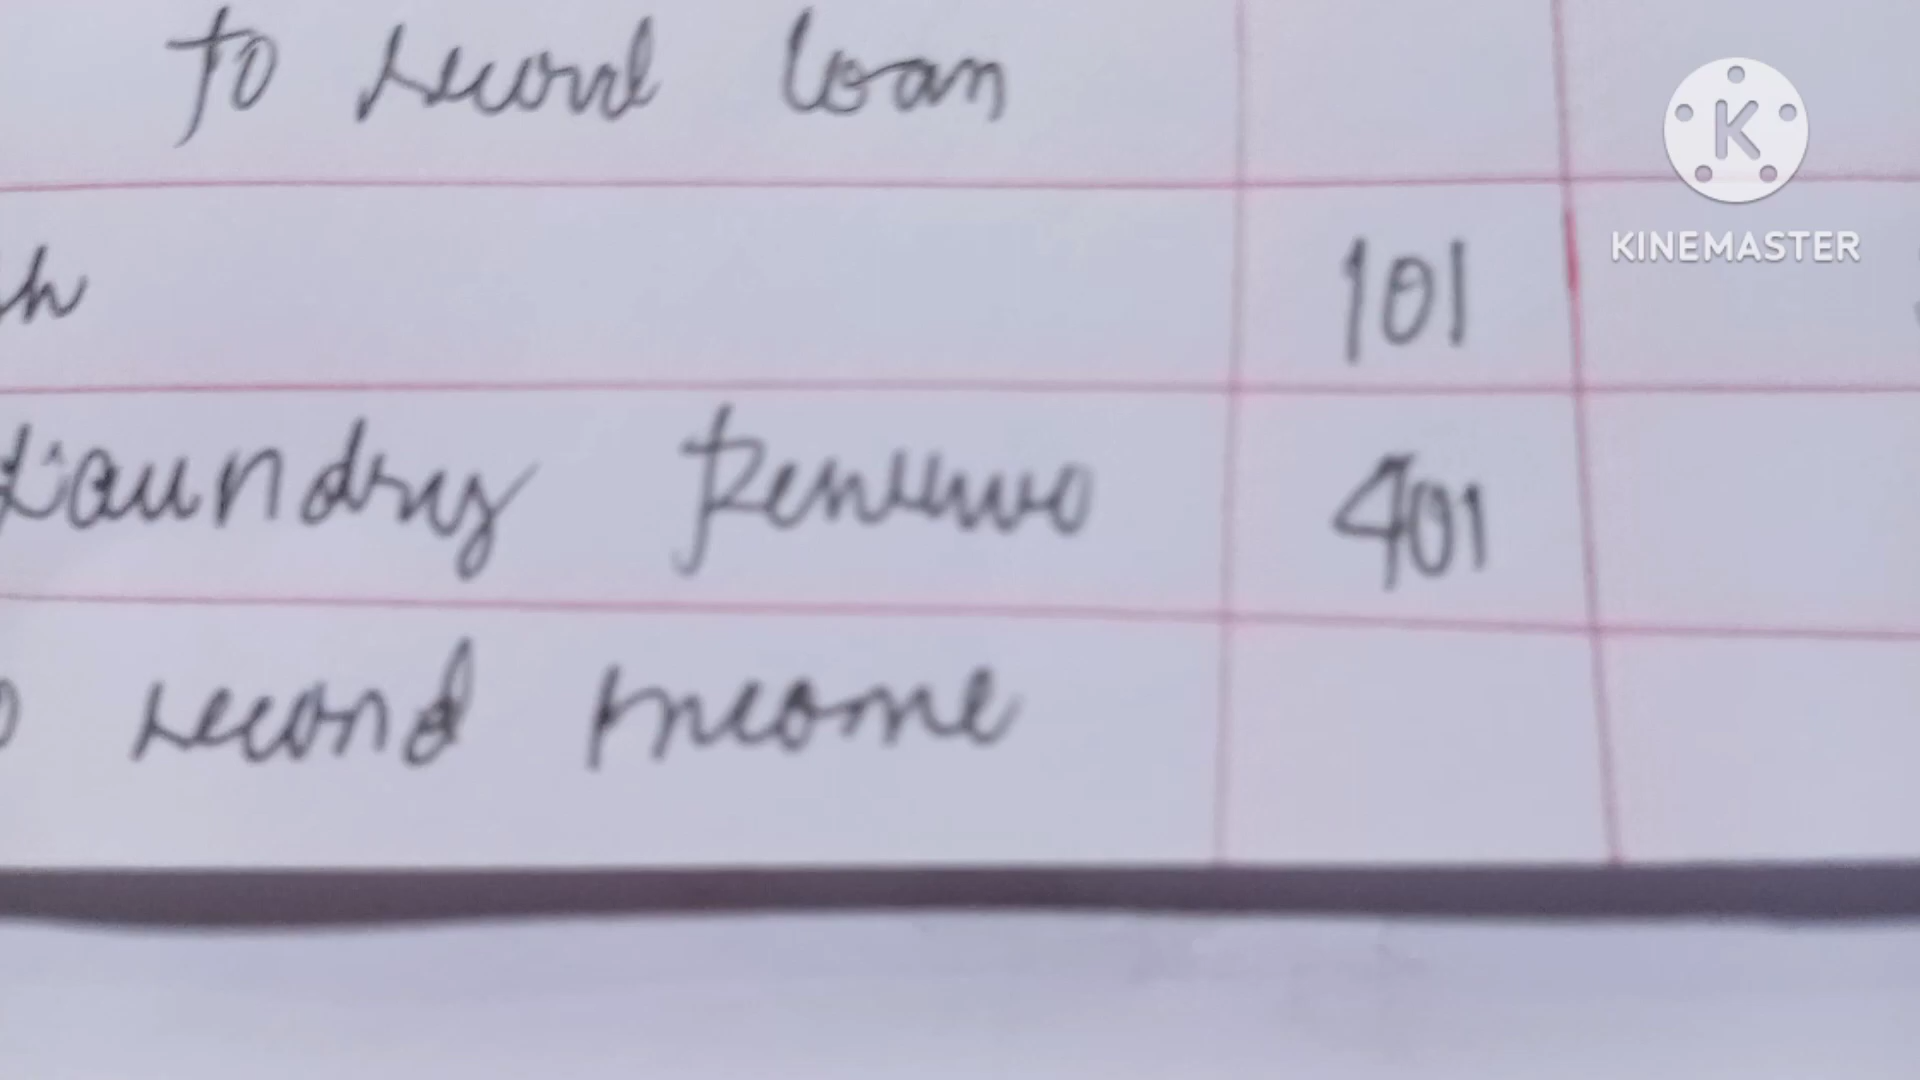 To record loan
KINEMASTER
h 101
Laundry Revenue 401
record Income